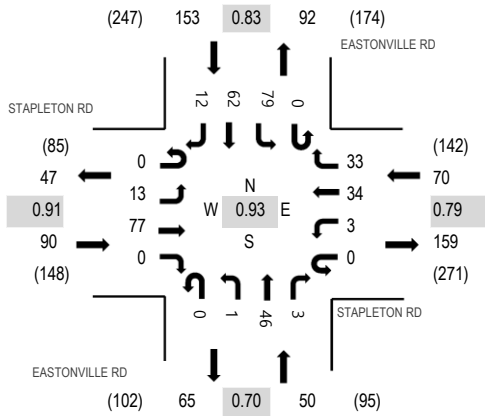 (247) 153 0.83 92 (174)
EASTONVILLE RD
STAPLETON RD
12 62 79 0
(85)
47
0.91
90
(148)
0
13
77
0
N
W 0.93 E
S
33
34
3
0
(142)
70
0.79
159
(271)
0 1 46 3
STAPLETON RD
EASTONVILLE RD
(102) 65 0.70 50 (95)